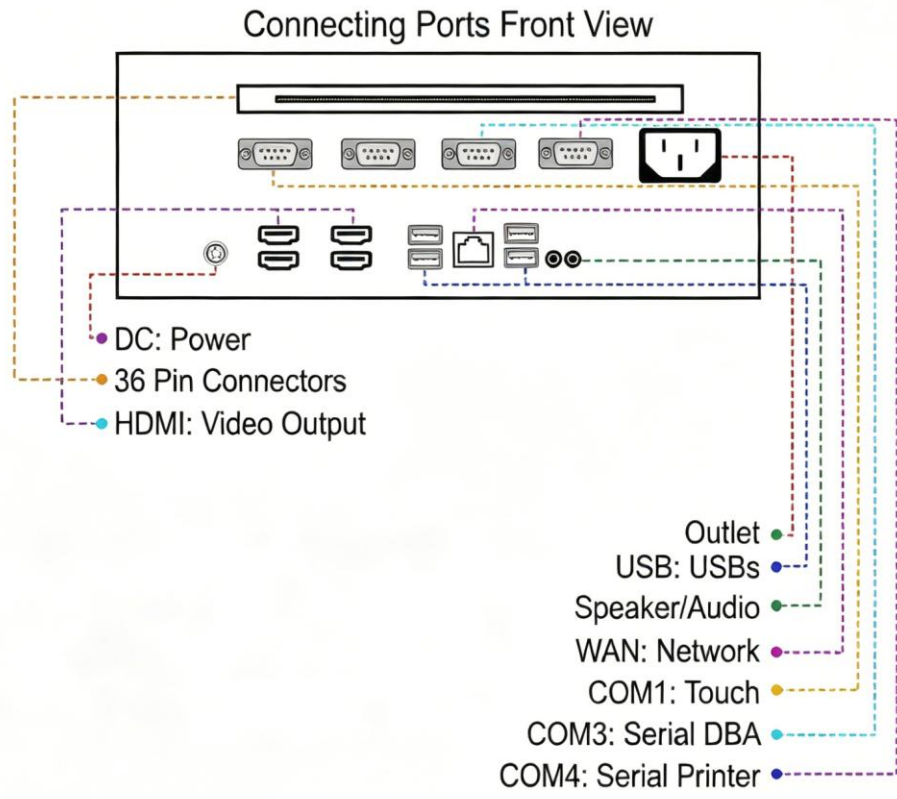 Connecting Ports Front View
DC: Power
36 Pin Connectors
HDMI: Video Output
Outlet
USB: USBs
Speaker/Audio
WAN: Network
COM1: Touch
COM3: Serial DBA
COM4: Serial Printer